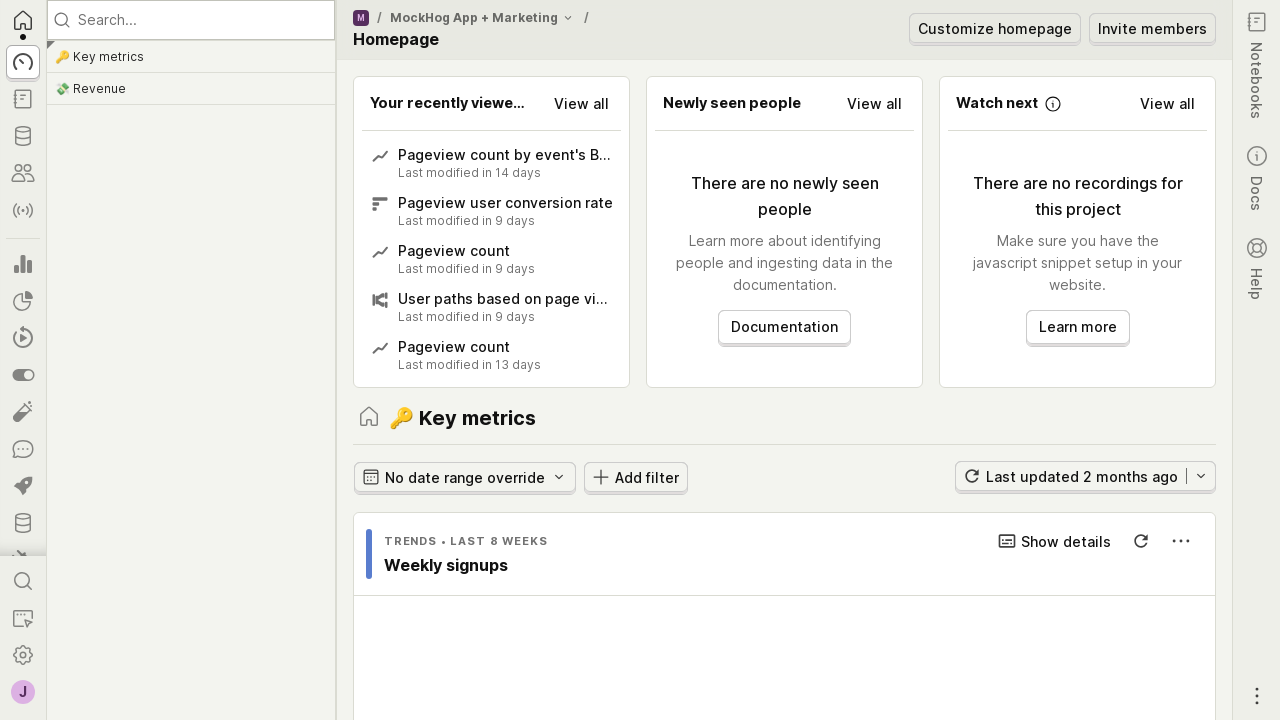 Search...
🔑 Key metrics
💸 Revenue
J
M / MockHog App + Marketing /
Homepage
Customize homepage
Invite members
Your recently viewe...
View all
Pageview count by event's B...
Last modified in 14 days
Pageview user conversion rate
Last modified in 9 days
Pageview count
Last modified in 9 days
User paths based on page vi...
Last modified in 9 days
Pageview count
Last modified in 13 days
Newly seen people
View all
There are no newly seen
people
Learn more about identifying
people and ingesting data in the
documentation.
Documentation
Watch next
View all
There are no recordings for
this project
Make sure you have the
javascript snippet setup in your
website.
Learn more
🔑 Key metrics
No date range override
Add filter
Last updated 2 months ago
TRENDS • LAST 8 WEEKS
Weekly signups
Show details
Notebooks
Docs
Help